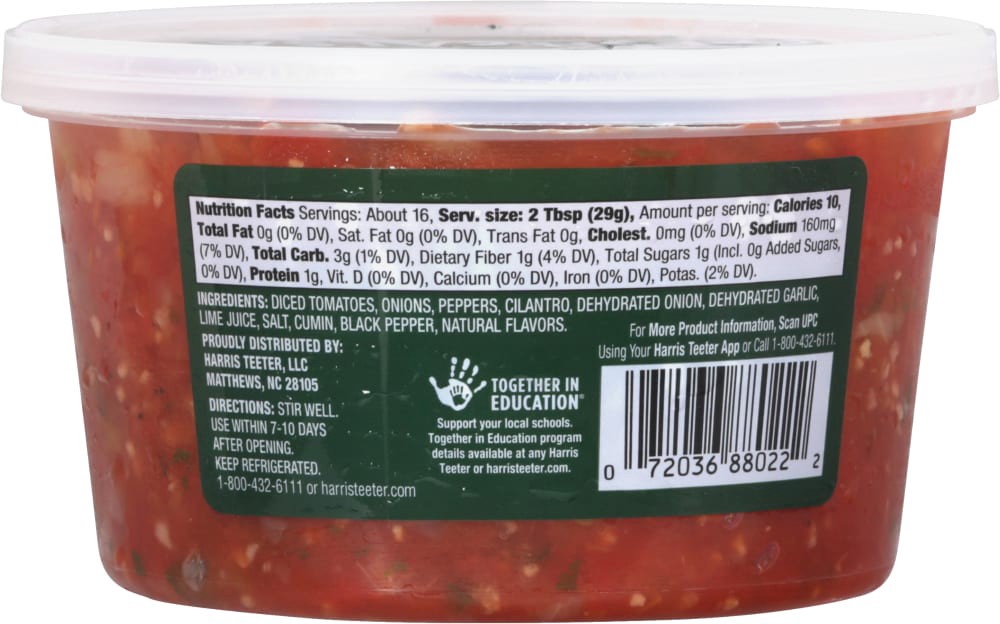 Nutrition Facts Servings: About 16, Serv. size: 2 Tbsp (29g), Amount per serving: Calories 10,
Total Fat 0g (0% DV), Sat. Fat 0g (0% DV), Trans Fat 0g, Cholest. 0mg (0% DV), Sodium 160mg
(7% DV), Total Carb. 3g (1% DV), Dietary Fiber 1g (4% DV), Total Sugars 1g (Incl. 0g Added Sugars,
0% DV), Protein 1g, Vit. D (0% DV), Calcium (0% DV), Iron (0% DV), Potas. (2% DV).
INGREDIENTS: DICED TOMATOES, ONIONS, PEPPERS, CILANTRO, DEHYDRATED ONION, DEHYDRATED GARLIC,
LIME JUICE, SALT, CUMIN, BLACK PEPPER, NATURAL FLAVORS.
PROUDLY DISTRIBUTED BY:
HARRIS TEETER, LLC
MATTHEWS, NC 28105
DIRECTIONS: STIR WELL.
USE WITHIN 7-10 DAYS
AFTER OPENING.
KEEP REFRIGERATED.
1-800-432-6111 or harristeeter.com
TOGETHER IN
EDUCATION®
Support your local schools.
Together in Education program
details available at any Harris
Teeter or harristeeter.com.
For More Product Information, Scan UPC
Using Your Harris Teeter App or Call 1-800-432-6111.
0 72036 88022 2